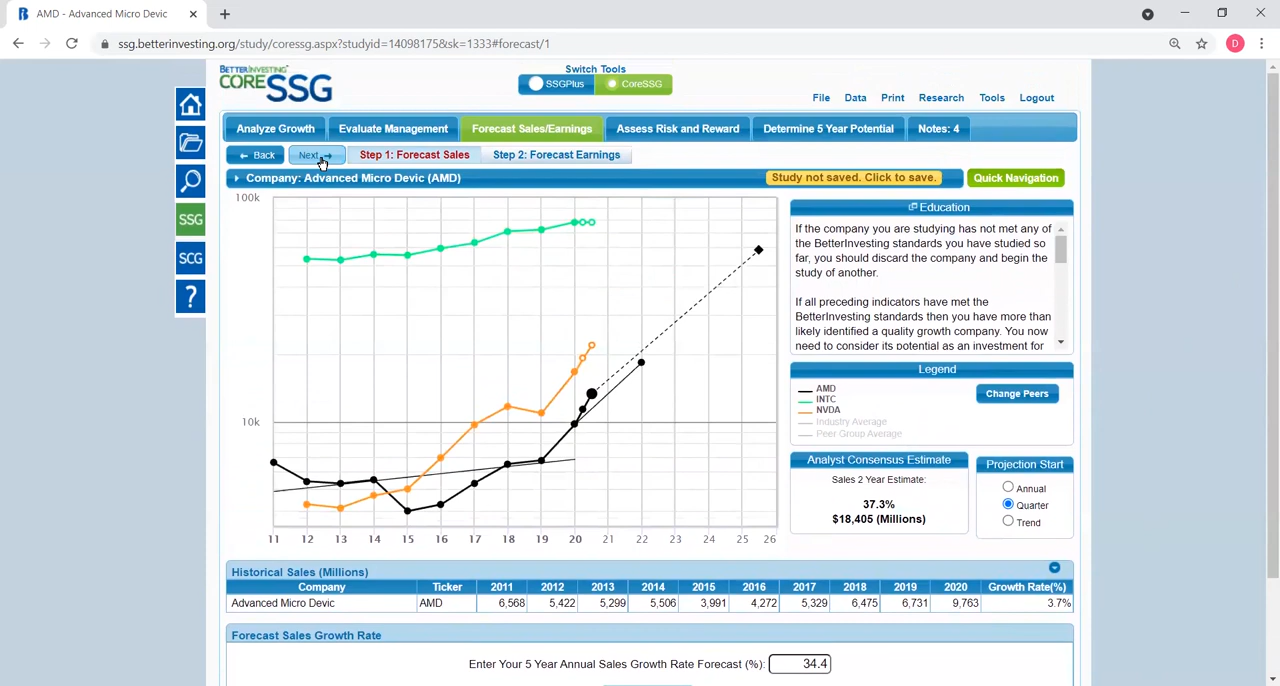 AMD - Advanced Micro Devic
ssg.betterinvesting.org/study/coressg.aspx?studyid=14098175&sk=1333#forecast/1
D
BETTERINVESTING™
CORE SSG
Switch Tools
SSGPlus
CoreSSG
File Data Print Research Tools Logout
Analyze Growth Evaluate Management Forecast Sales/Earnings Assess Risk and Reward Determine 5 Year Potential Notes: 4
← Back Next → Step 1: Forecast Sales Step 2: Forecast Earnings
Company: Advanced Micro Devic (AMD) Study not saved. Click to save. Quick Navigation
SSG
SCG
?
100k
10k
11 12 13 14 15 16 17 18 19 20 21 22 23 24 25 26
Education
If the company you are studying has not met any of
the BetterInvesting standards you have studied so
far, you should discard the company and begin the
study of another.
If all preceding indicators have met the
BetterInvesting standards then you have more than
likely identified a quality growth company. You now
need to consider its potential as an investment for
Legend
AMD
INTC
NVDA
Industry Average
Peer Group Average
Change Peers
Analyst Consensus Estimate
Sales 2 Year Estimate:
37.3%
$18,405 (Millions)
Projection Start
Annual
Quarter
Trend
Historical Sales (Millions)
Company Ticker 2011 2012 2013 2014 2015 2016 2017 2018 2019 2020 Growth Rate(%)
Advanced Micro Devic AMD 6,568 5,422 5,299 5,506 3,991 4,272 5,329 6,475 6,731 9,763 3.7%
Forecast Sales Growth Rate
Enter Your 5 Year Annual Sales Growth Rate Forecast (%): 34.4